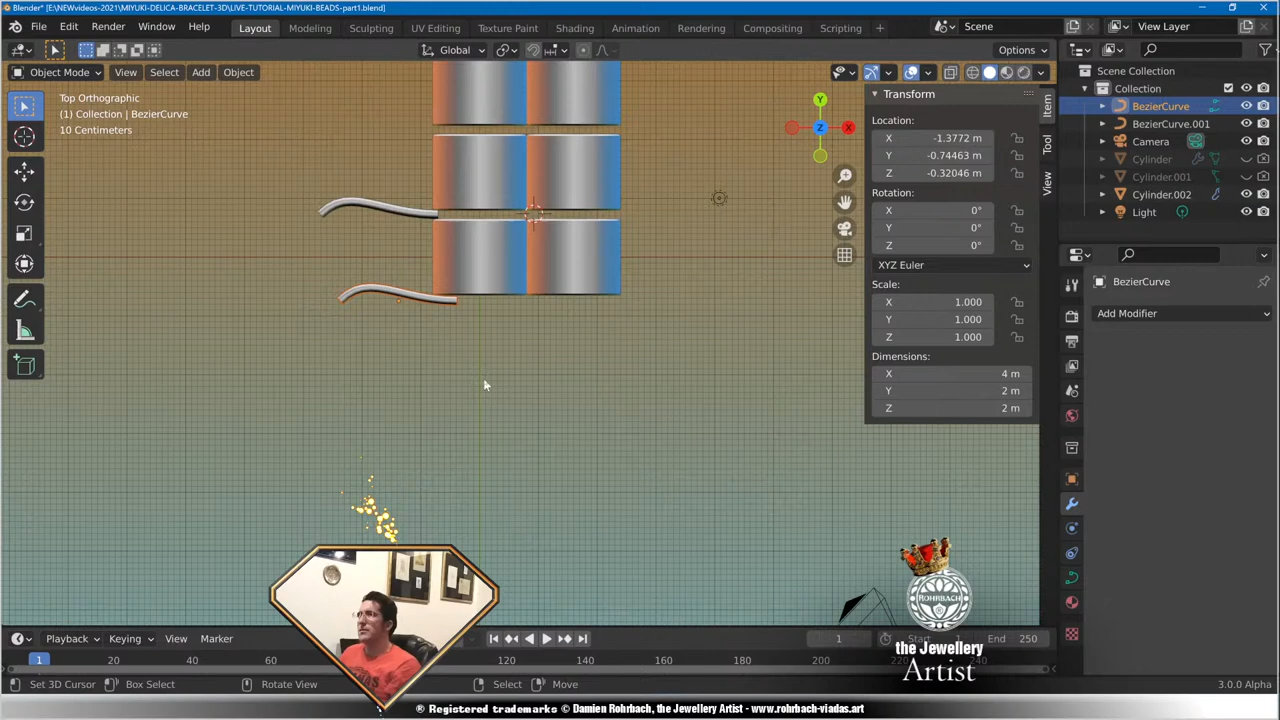 Blender* [E:\NEWvideos-2021\MIYUKI-DELICA-BRACELET-3D\LIVE-TUTORIAL-MIYUKI-BEADS-part1.blend]
File Edit Render Window Help
Layout Modeling Sculpting UV Editing Texture Paint Shading Animation Rendering Compositing Scripting +
Scene View Layer
Global Options
Object Mode View Select Add Object
Top Orthographic
(1) Collection | BezierCurve
10 Centimeters
Y
X
Z
Item
Tool
View
Transform
Location:
X -1.3772 m
Y -0.74463 m
Z -0.32046 m
Rotation:
X 0°
Y 0°
Z 0°
XYZ Euler
Scale:
X 1.000
Y 1.000
Z 1.000
Dimensions:
X 4 m
Y 2 m
Z 2 m
Scene Collection
Collection
BezierCurve
BezierCurve.001
Camera
Cylinder
Cylinder.001
Cylinder.002
Light
BezierCurve
Add Modifier
ROHRBACH
the Jewellery
Artist
Playback Keying View Marker
1 Start 1 End 250
1 20 40 60 120 140 160 180 200 220 240
Set 3D Cursor Box Select Rotate View Select Move 3.0.0 Alpha
® Registered trademarks © Damien Rohrbach, the Jewellery Artist - www.rohrbach-viadas.art